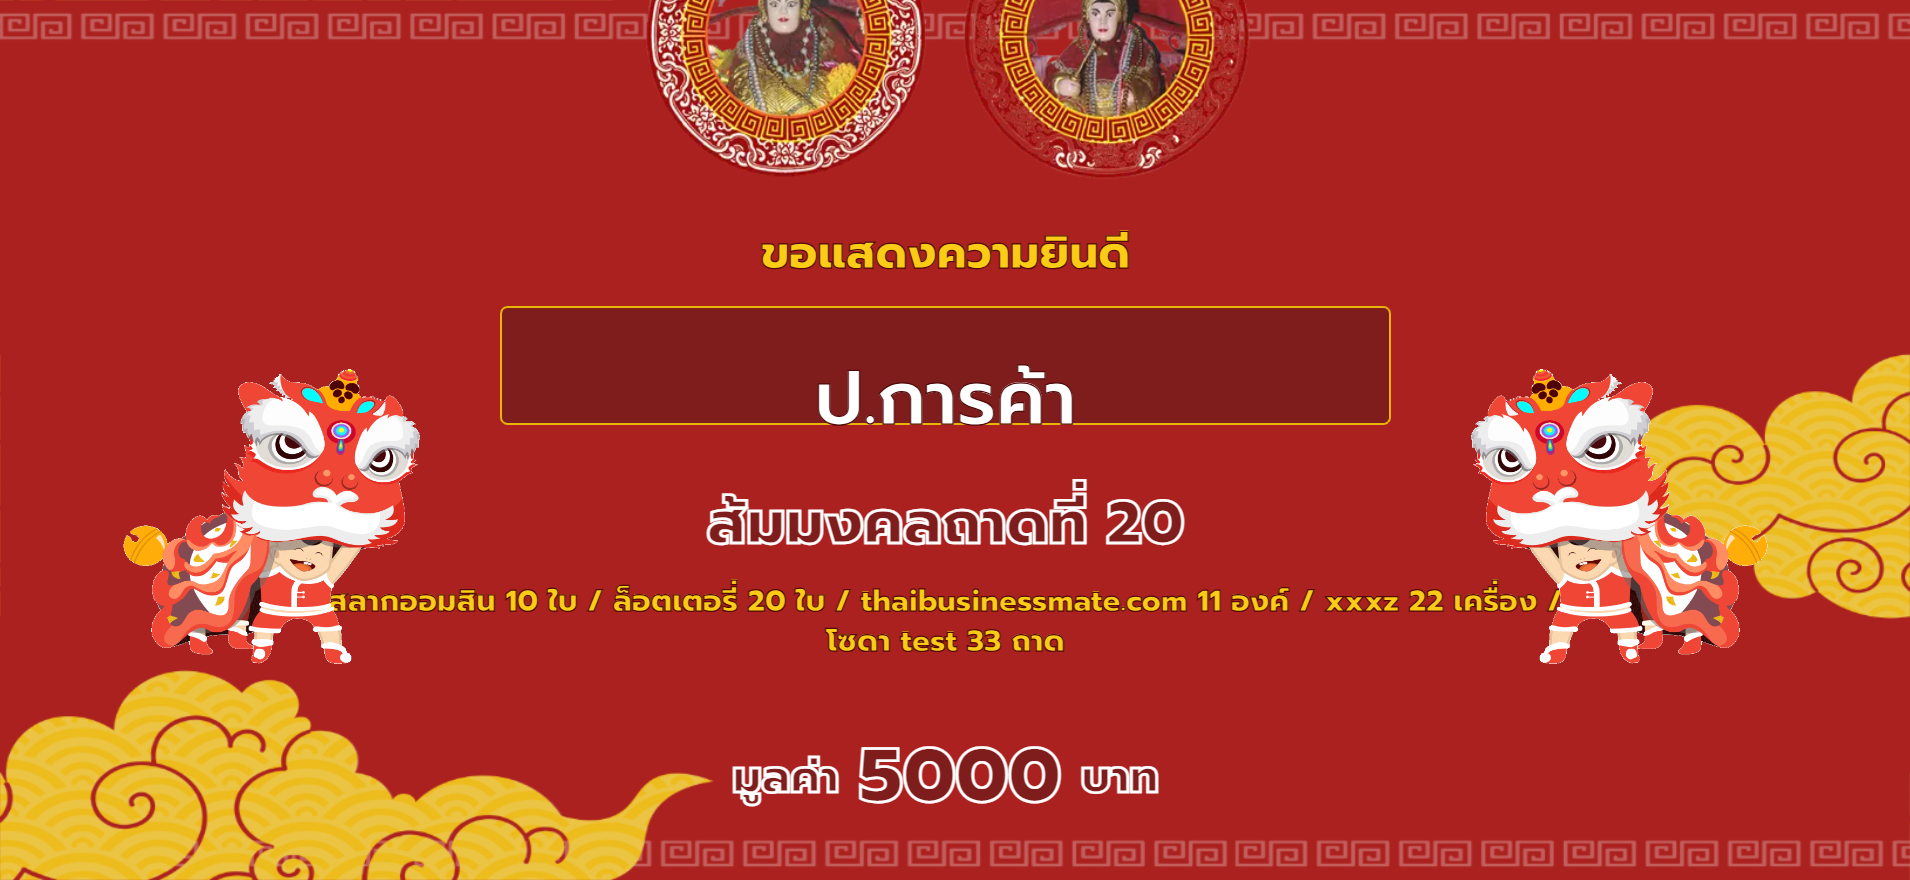 ขอแสดงความยินดี
ป.การค้า
ส้มมงคลถาดที่ 20
สลากออมสิน 10 ใบ / ล็อตเตอรี่ 20 ใบ / thaibusinessmate.com 11 องค์ / xxxz 22 เครื่อง /
โซดา test 33 ถาด
มูลค่า 5000 บาท